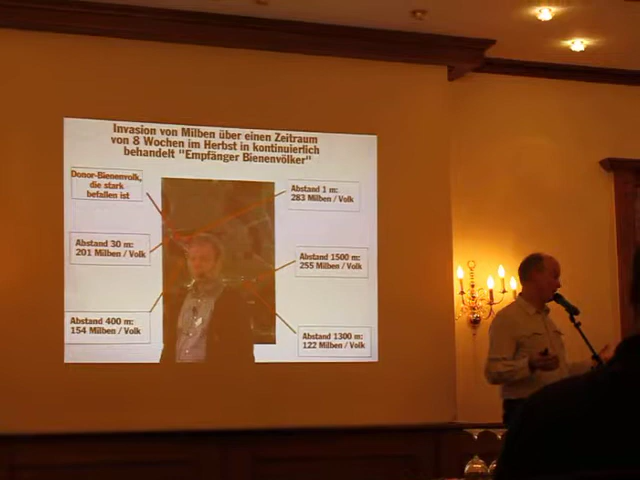 Invasion von Milben über einen Zeitraum
von 8 Wochen im Herbst in kontinuierlich
behandelt "Empfänger Bienenvölker"
Donor-Bienenvolk,
die stark
befallen ist
Abstand 1 m:
283 Milben / Volk
Abstand 30 m:
201 Milben / Volk
Abstand 1500 m:
255 Milben / Volk
Abstand 400 m:
154 Milben / Volk
Abstand 1300 m:
122 Milben / Volk